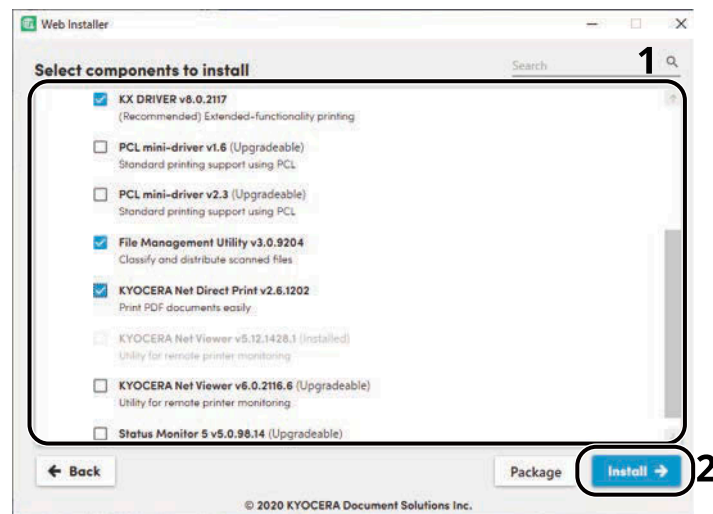 Web Installer
Select components to install
Search
1
KX DRIVER v8.0.2117
(Recommended) Extended-functionality printing
PCL mini-driver v1.6 (Upgradeable)
Standard printing support using PCL
PCL mini-driver v2.3 (Upgradeable)
Standard printing support using PCL
File Management Utility v3.0.9204
Classify and distribute scanned files
KYOCERA Net Direct Print v2.6.1202
Print PDF documents easily
KYOCERA Net Viewer v5.12.1428.1 (Installed)
Utility for remote printer monitoring
KYOCERA Net Viewer v6.0.2116.6 (Upgradeable)
Utility for remote printer monitoring
Status Monitor 5 v5.0.98.14 (Upgradeable)
Back
Package
Install
2
© 2020 KYOCERA Document Solutions Inc.